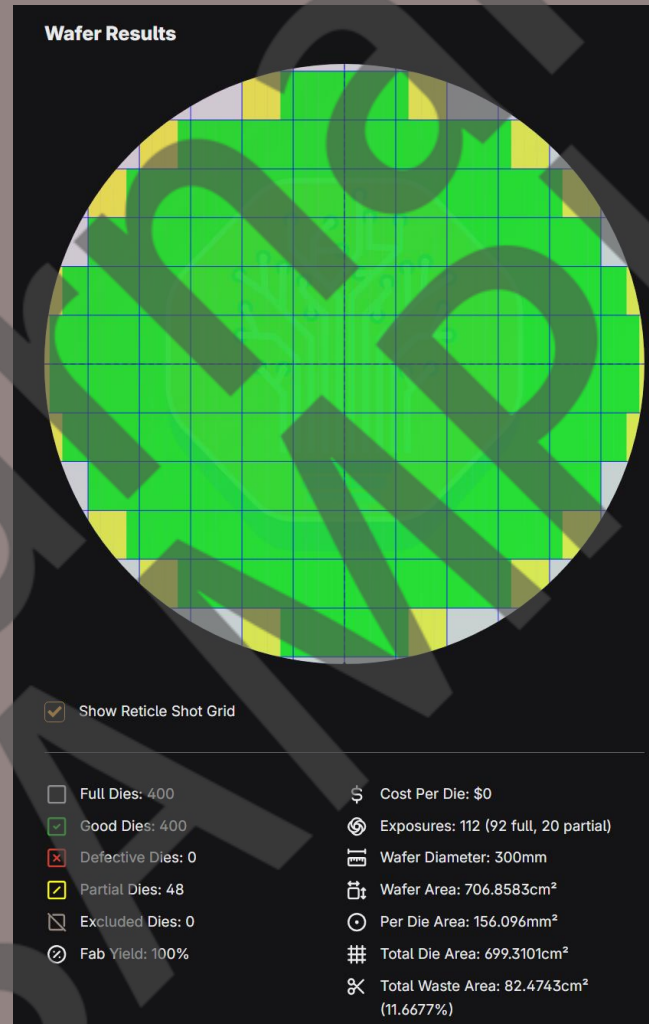 Wafer Results
Show Reticle Shot Grid
Full Dies: 400
Good Dies: 400
Defective Dies: 0
Partial Dies: 48
Excluded Dies: 0
Fab Yield: 100%
Cost Per Die: $0
Exposures: 112 (92 full, 20 partial)
Wafer Diameter: 300mm
Wafer Area: 706.8583cm²
Per Die Area: 156.096mm²
Total Die Area: 699.3101cm²
Total Waste Area: 82.4743cm²
(11.6677%)